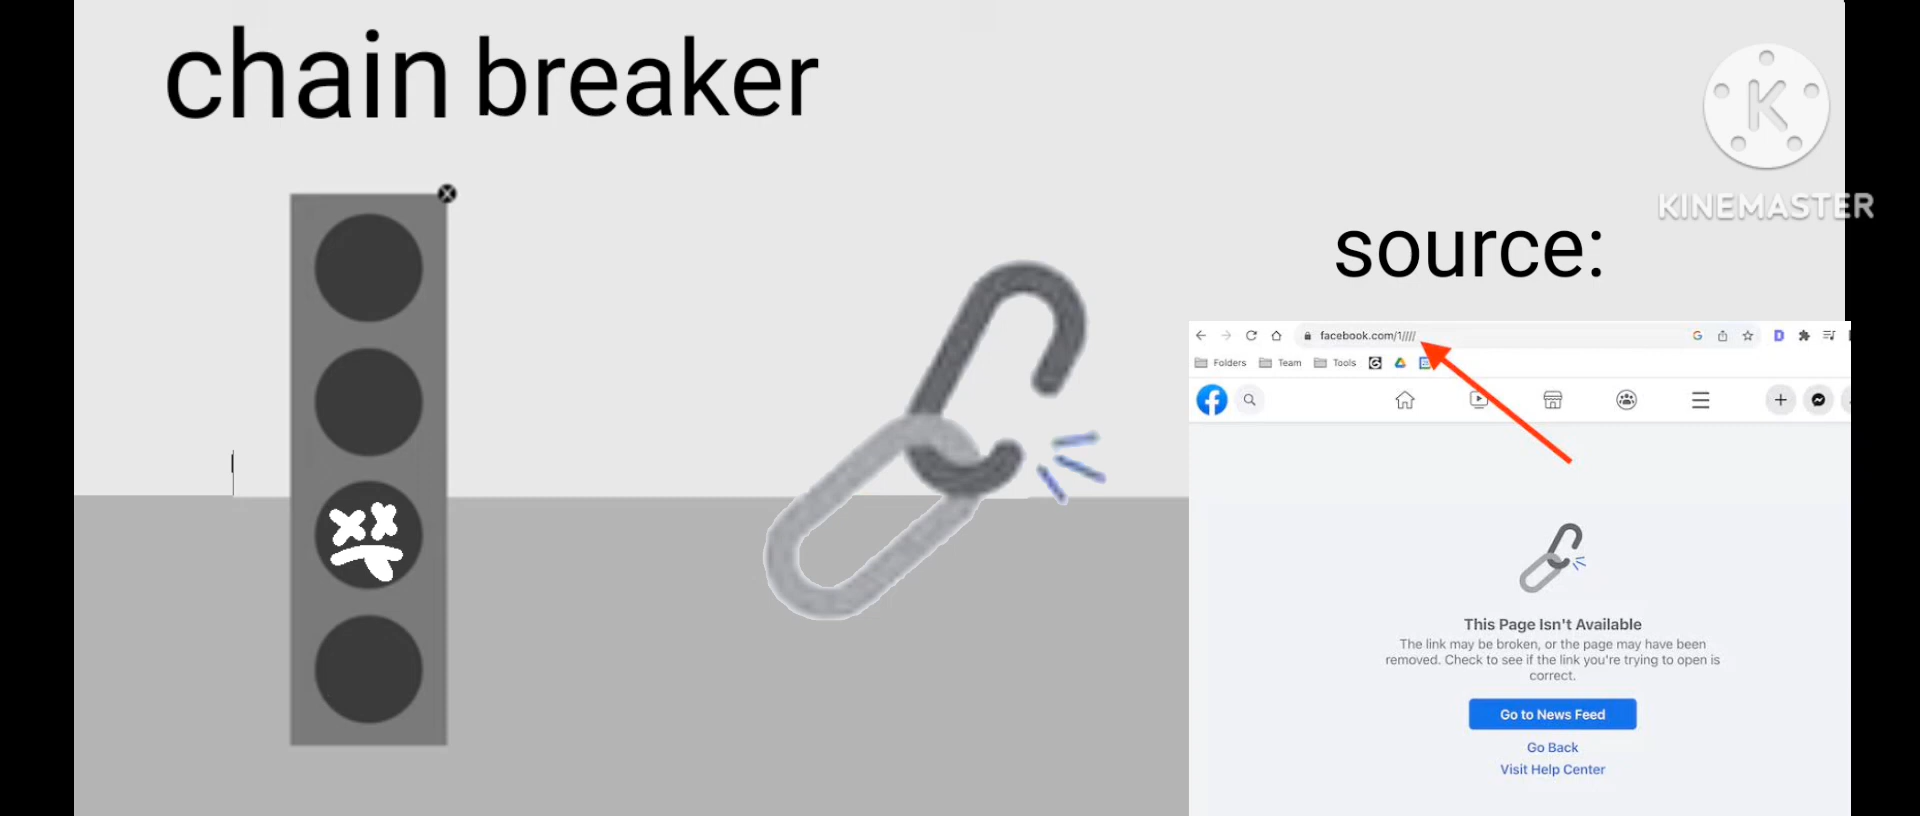 chain breaker
KINEMASTER
source:
facebook.com/1////
Folders
Team
Tools
This Page Isn't Available
The link may be broken, or the page may have been
removed. Check to see if the link you're trying to open is
correct.
Go to News Feed
Go Back
Visit Help Center